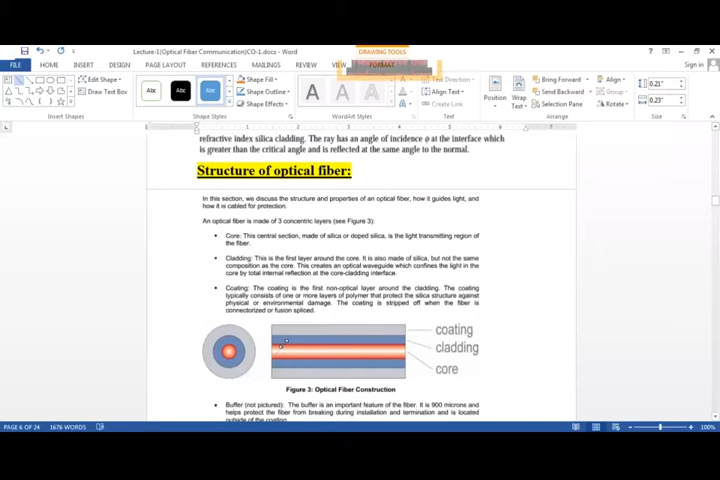 Lecture-1(Optical Fiber Communication)CO-1.docx - Word
DRAWING TOOLS
FILE HOME INSERT DESIGN PAGE LAYOUT REFERENCES MAILINGS REVIEW VIEW FORMAT
Sign in
Edit Shape
Draw Text Box
Insert Shapes
Abc Abc Abc
Shape Fill
Shape Outline
Shape Effects
Shape Styles
A A A
WordArt Styles
Text Direction
Align Text
Create Link
Text
Position
Wrap Text
Bring Forward
Send Backward
Selection Pane
Align
Group
Rotate
Arrange
0.21"
0.23"
Size
refractive index silica cladding. The ray has an angle of incidence φ at the interface which
is greater than the critical angle and is reflected at the same angle to the normal.
Structure of optical fiber:
In this section, we discuss the structure and properties of an optical fiber, how it guides light, and
how it is cabled for protection.
An optical fiber is made of 3 concentric layers (see Figure 3):
• Core: This central section, made of silica or doped silica, is the light transmitting region of
the fiber.
• Cladding: This is the first layer around the core. It is also made of silica, but not the same
composition as the core. This creates an optical waveguide which confines the light in the
core by total internal reflection at the core-cladding interface.
• Coating: The coating is the first non-optical layer around the cladding. The coating
typically consists of one or more layers of polymer that protect the silica structure against
physical or environmental damage. The coating is stripped off when the fiber is
connectorized or fusion spliced.
coating
cladding
core
Figure 3: Optical Fiber Construction
• Buffer (not pictured): The buffer is an important feature of the fiber. It is 900 microns and
helps protect the fiber from breaking during installation and termination and is located
outside of the coating.
PAGE 6 OF 24 1676 WORDS
100%